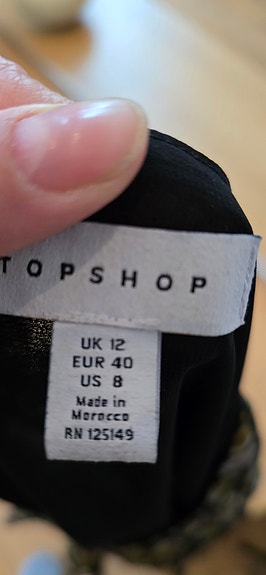 TOPSHOP
UK 12
EUR 40
US 8
Made in
Morocco
RN 125149